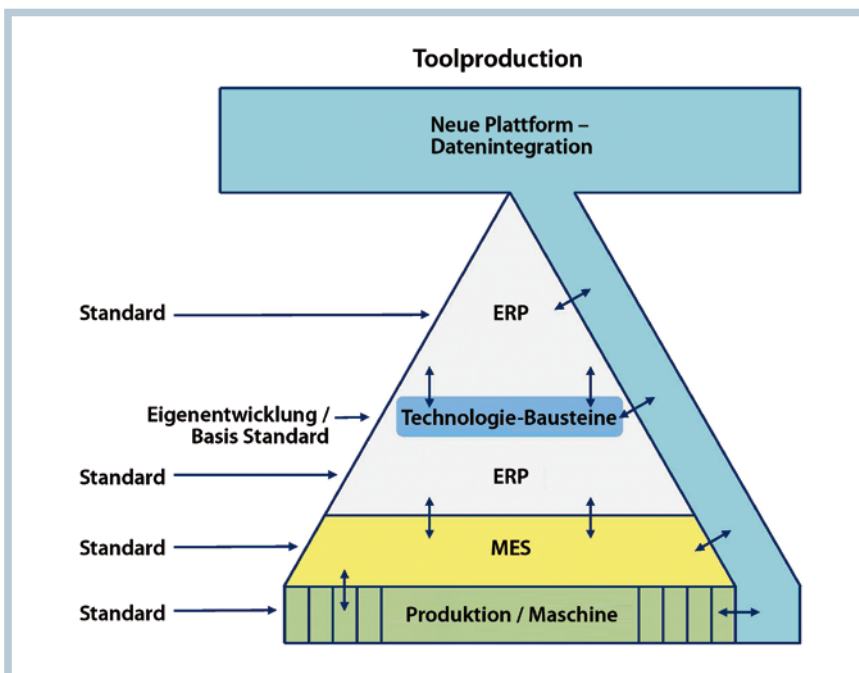 Toolproduction
Neue Plattform –
Datenintegration
Standard
ERP
Eigenentwicklung /
Basis Standard
Technologie-Bausteine
Standard
ERP
Standard
MES
Standard
Produktion / Maschine